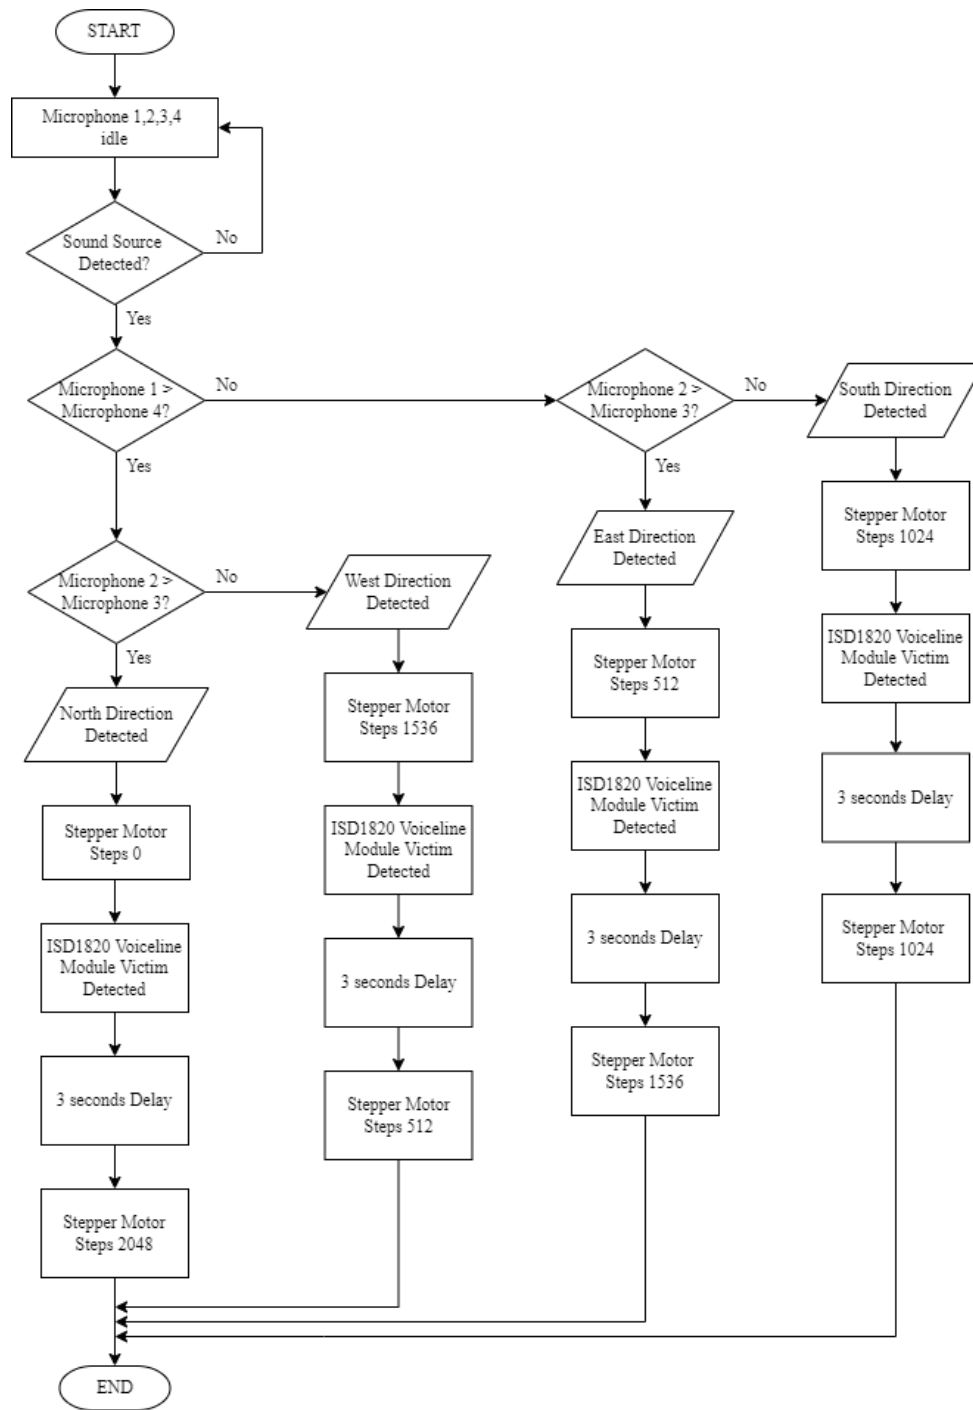 START
Microphone 1,2,3,4
idle
Sound Source
Detected?
No
Yes
Microphone 1 >
Microphone 4?
No
Yes
Microphone 2 >
Microphone 3?
No
Yes
South Direction
Detected
Stepper Motor
Steps 1024
ISD1820 Voiceline
Module Victim
Detected
3 seconds Delay
Stepper Motor
Steps 1024
East Direction
Detected
Stepper Motor
Steps 512
ISD1820 Voiceline
Module Victim
Detected
3 seconds Delay
Stepper Motor
Steps 1536
Microphone 2 >
Microphone 3?
No
Yes
West Direction
Detected
Stepper Motor
Steps 1536
ISD1820 Voiceline
Module Victim
Detected
3 seconds Delay
Stepper Motor
Steps 512
North Direction
Detected
Stepper Motor
Steps 0
ISD1820 Voiceline
Module Victim
Detected
3 seconds Delay
Stepper Motor
Steps 2048
END